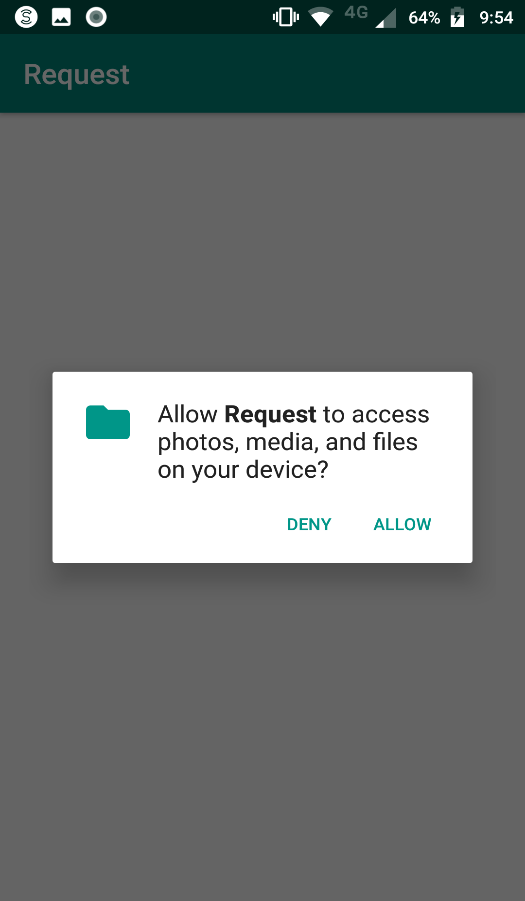 4G 64% 9:54
Request
Allow Request to access
photos, media, and files
on your device?
DENY ALLOW